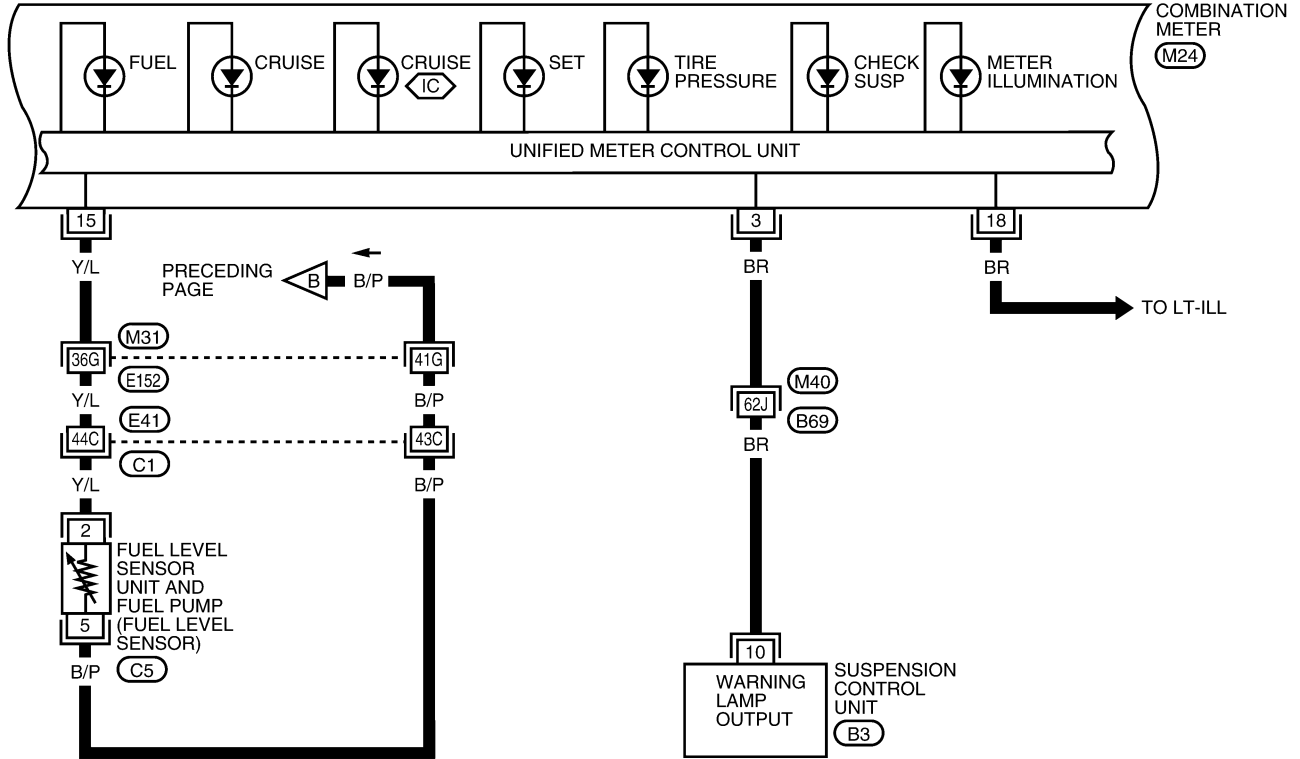 COMBINATION
METER
M24
FUEL
CRUISE
CRUISE
IC
SET
TIRE
PRESSURE
CHECK
SUSP
METER
ILLUMINATION
UNIFIED METER CONTROL UNIT
15
3
18
Y/L
PRECEDING
PAGE
B
B/P
BR
BR
TO LT-ILL
M31
36G
41G
E152
Y/L
B/P
M40
62J
B69
E41
44C
43C
C1
BR
Y/L
B/P
2
FUEL LEVEL
SENSOR
UNIT AND
FUEL PUMP
(FUEL LEVEL
SENSOR)
5
B/P
C5
10
WARNING
LAMP
OUTPUT
SUSPENSION
CONTROL
UNIT
B3